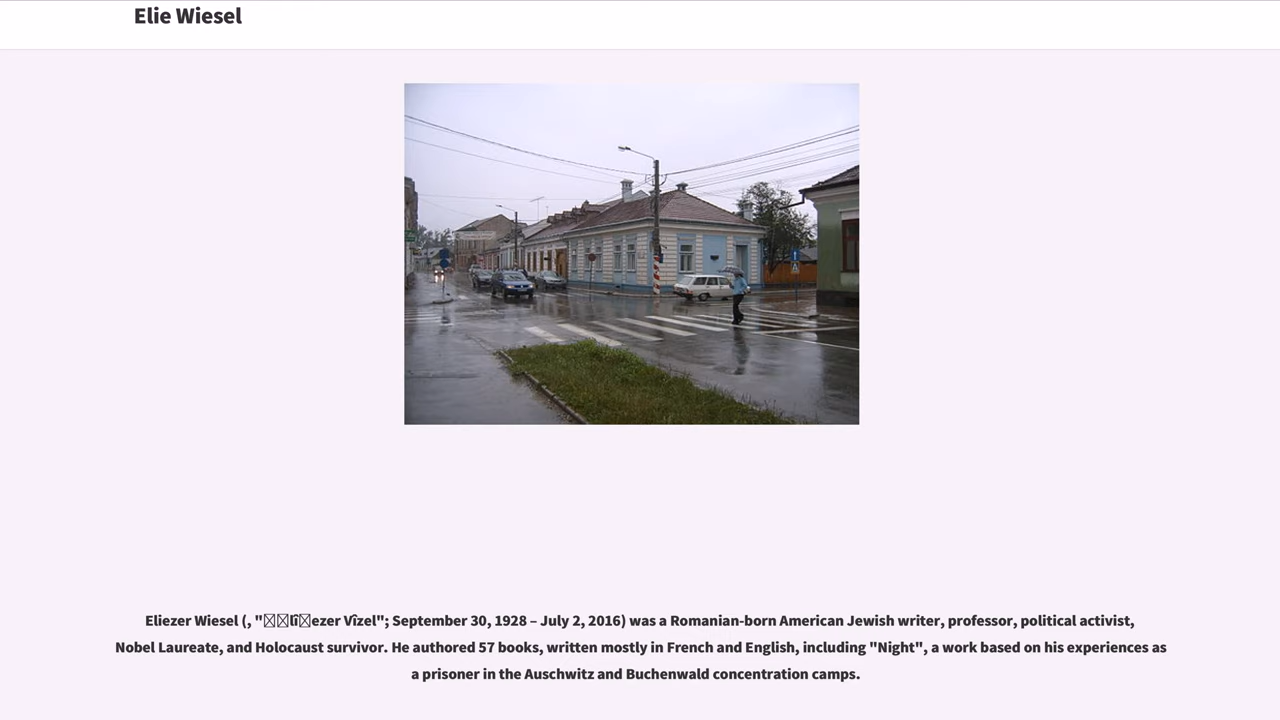 Elie Wiesel
Eliezer Wiesel (, "lîezer Vîzel"; September 30, 1928 – July 2, 2016) was a Romanian-born American Jewish writer, professor, political activist,
Nobel Laureate, and Holocaust survivor. He authored 57 books, written mostly in French and English, including "Night", a work based on his experiences as
a prisoner in the Auschwitz and Buchenwald concentration camps.